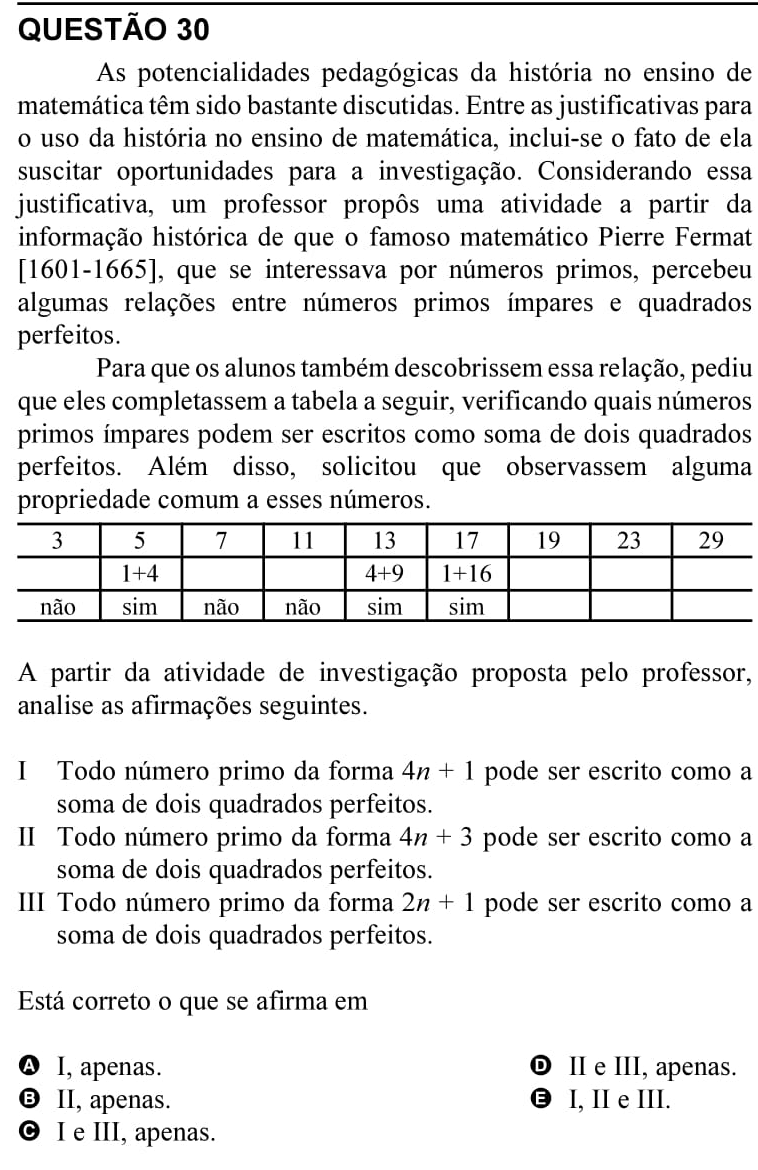 QUESTÃO 30
As potencialidades pedagógicas da história no ensino de
matemática têm sido bastante discutidas. Entre as justificativas para
o uso da história no ensino de matemática, inclui-se o fato de ela
suscitar oportunidades para a investigação. Considerando essa
justificativa, um professor propôs uma atividade a partir da
informação histórica de que o famoso matemático Pierre Fermat
[1601-1665], que se interessava por números primos, percebeu
algumas relações entre números primos ímpares e quadrados
perfeitos.
Para que os alunos também descobrissem essa relação, pediu
que eles completassem a tabela a seguir, verificando quais números
primos ímpares podem ser escritos como soma de dois quadrados
perfeitos. Além disso, solicitou que observassem alguma
propriedade comum a esses números.
3 5 7 11 13 17 19 23 29
1+4 4+9 1+16
não sim não não sim sim
A partir da atividade de investigação proposta pelo professor,
analise as afirmações seguintes.
I Todo número primo da forma 4n + 1 pode ser escrito como a
soma de dois quadrados perfeitos.
II Todo número primo da forma 4n + 3 pode ser escrito como a
soma de dois quadrados perfeitos.
III Todo número primo da forma 2n + 1 pode ser escrito como a
soma de dois quadrados perfeitos.
Está correto o que se afirma em
A I, apenas.
B II, apenas.
C I e III, apenas.
D II e III, apenas.
E I, II e III.